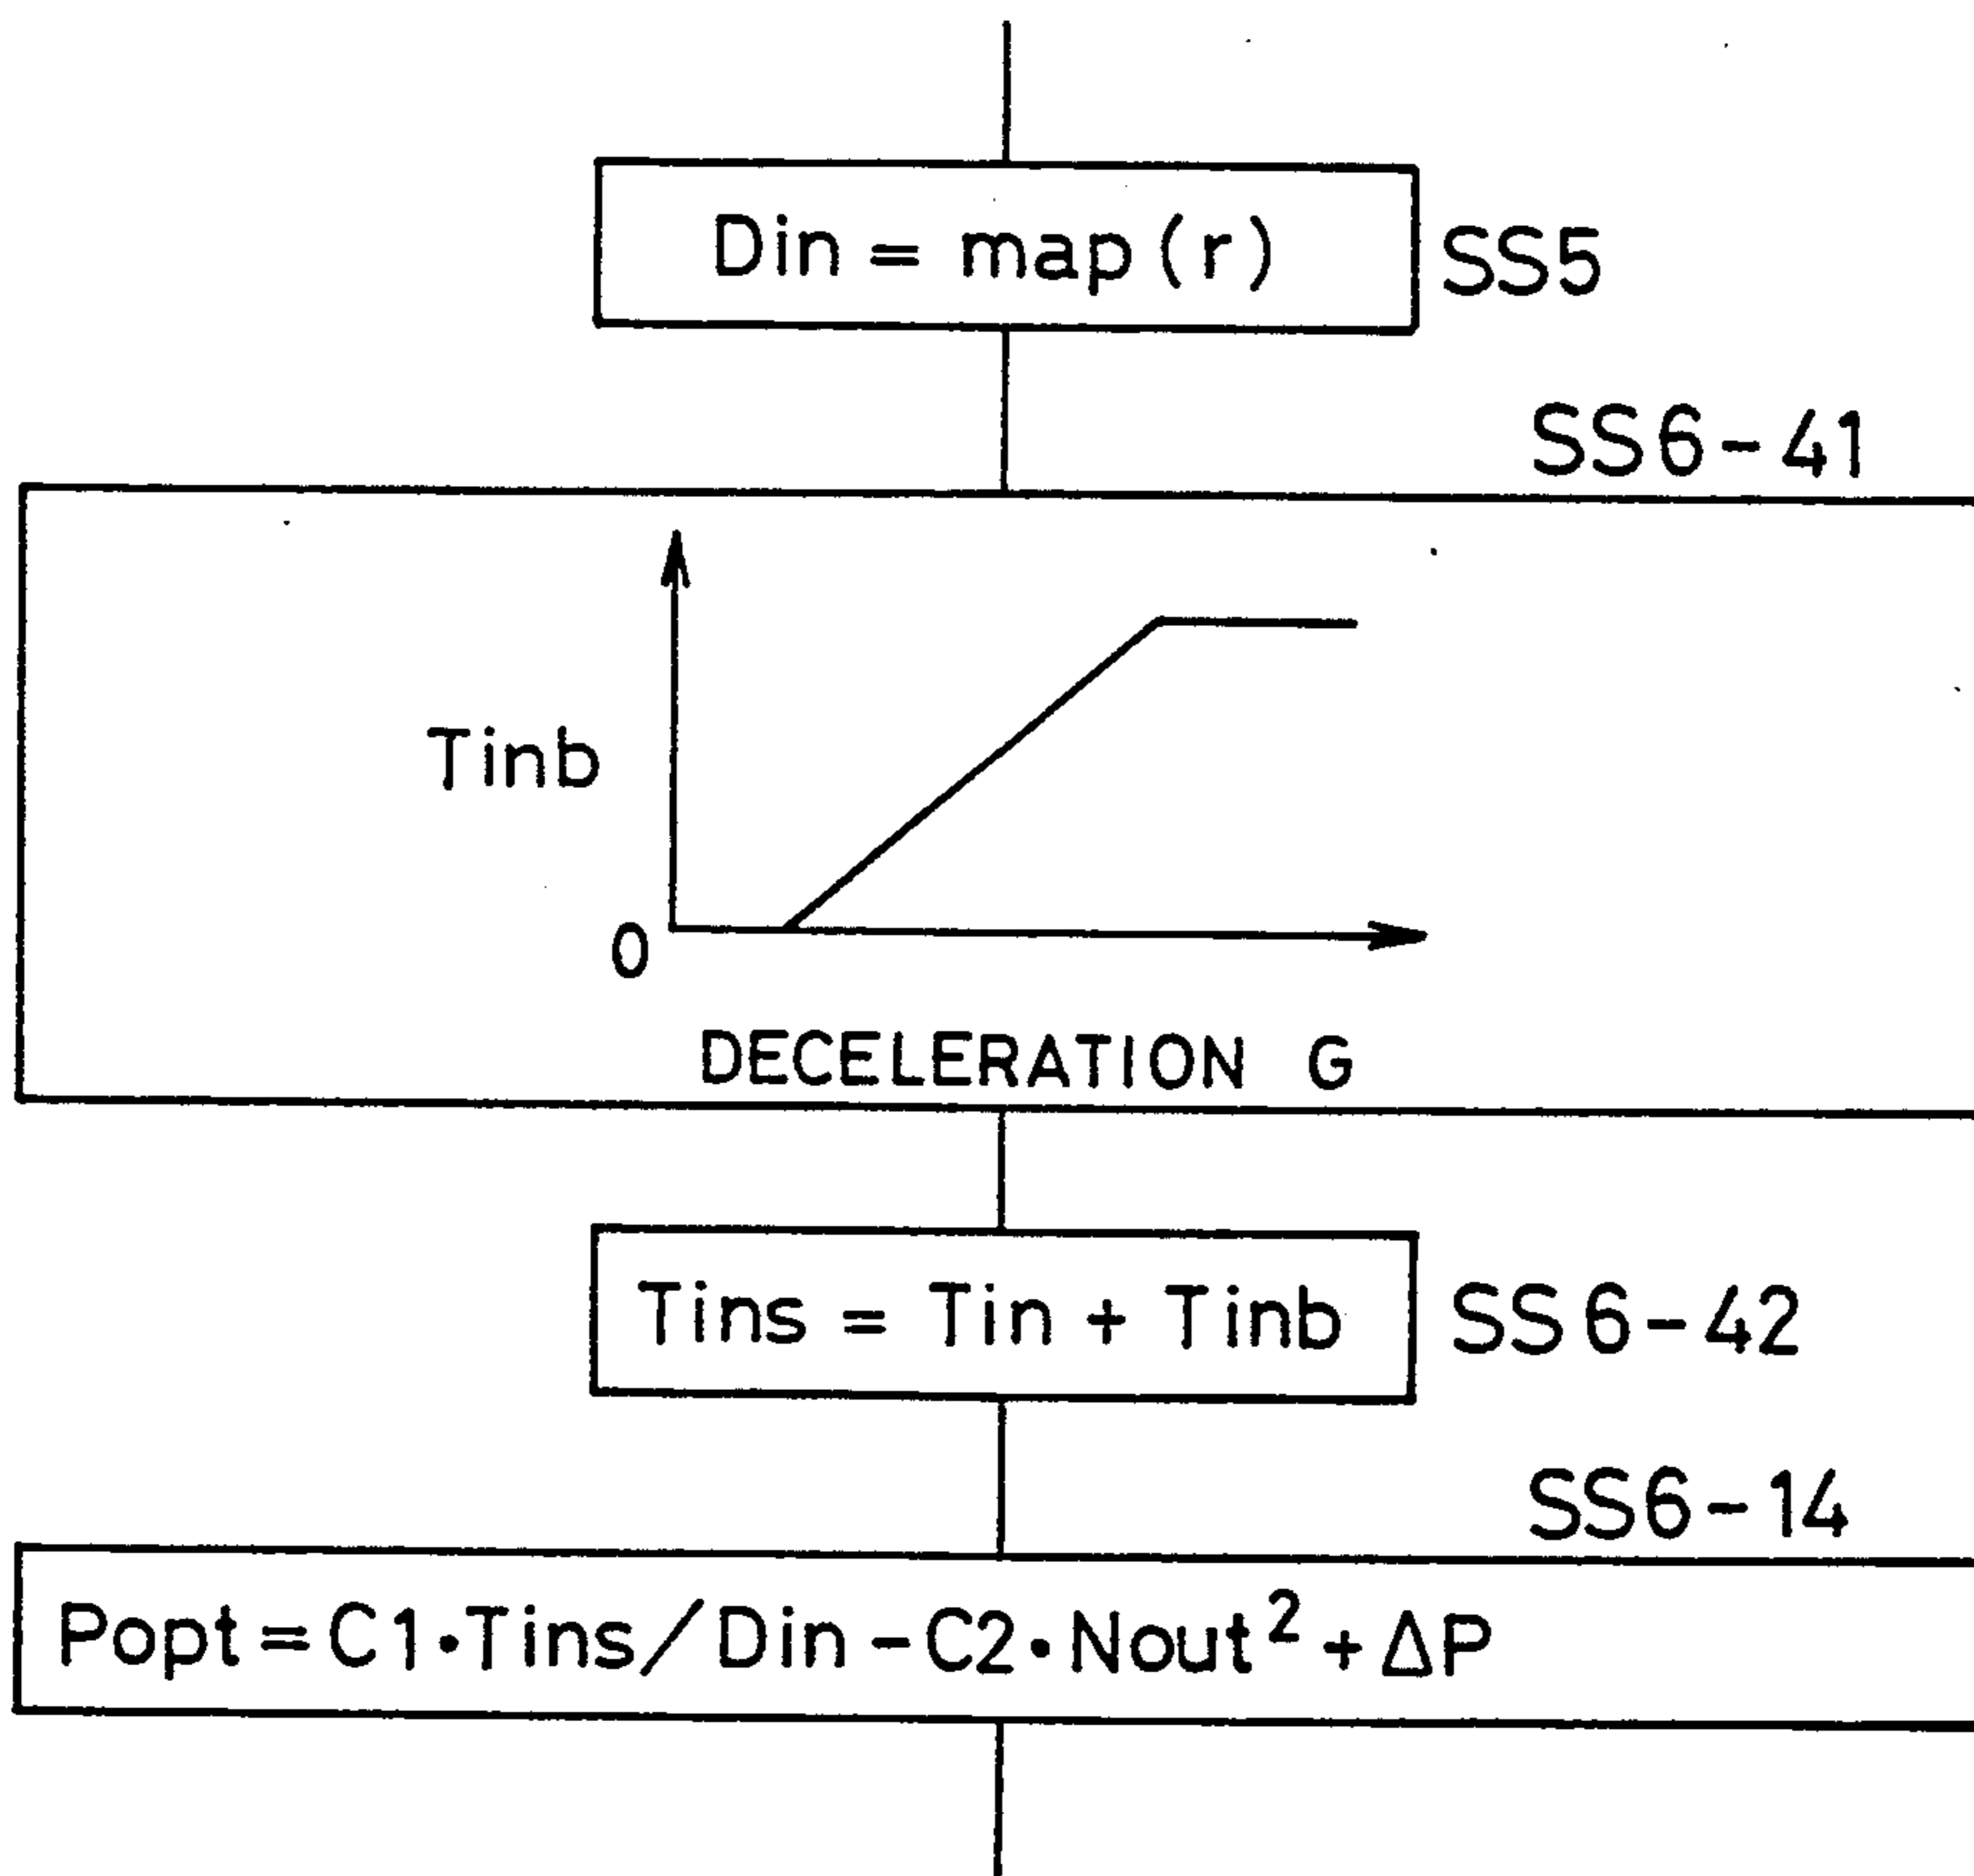 Din = map (r)
SS5
SS6-41
Tinb
0
DECELERATION G
Tins = Tin + Tinb
SS6-42
SS6-14
Popt=C1·Tins/Din-C2·Nout²+ΔP